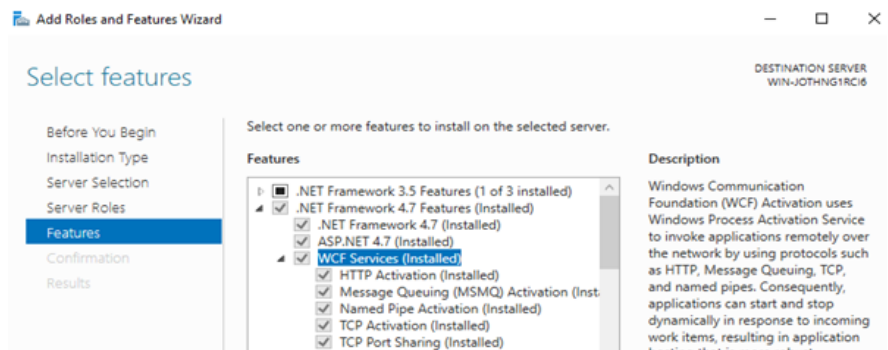 Add Roles and Features Wizard
Select features
DESTINATION SERVER
WIN-JOTHNG1RCI6
Before You Begin
Installation Type
Server Selection
Server Roles
Features
Confirmation
Results
Select one or more features to install on the selected server.
Features
.NET Framework 3.5 Features (1 of 3 installed)
.NET Framework 4.7 Features (Installed)
.NET Framework 4.7 (Installed)
ASP.NET 4.7 (Installed)
WCF Services (Installed)
HTTP Activation (Installed)
Message Queuing (MSMQ) Activation (Insta
Named Pipe Activation (Installed)
TCP Activation (Installed)
TCP Port Sharing (Installed)
Description
Windows Communication
Foundation (WCF) Activation uses
Windows Process Activation Service
to invoke applications remotely over
the network by using protocols such
as HTTP, Message Queuing, TCP,
and named pipes. Consequently,
applications can start and stop
dynamically in response to incoming
work items, resulting in application